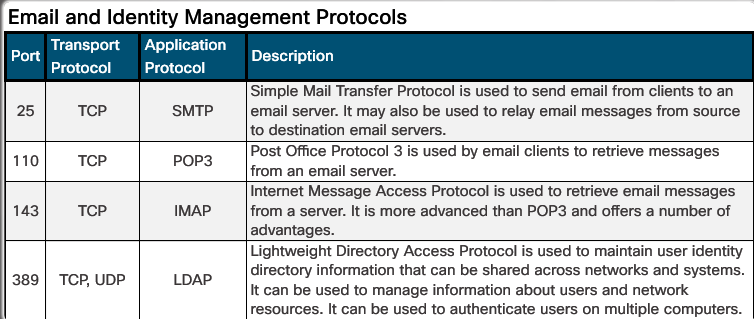 Email and Identity Management Protocols
Port
Transport
Protocol
Application
Protocol
Description
25
TCP
SMTP
Simple Mail Transfer Protocol is used to send email from clients to an
email server. It may also be used to relay email messages from source
to destination email servers.
110
TCP
POP3
Post Office Protocol 3 is used by email clients to retrieve messages
from an email server.
143
TCP
IMAP
Internet Message Access Protocol is used to retrieve email messages
from a server. It is more advanced than POP3 and offers a number of
advantages.
389
TCP, UDP
LDAP
Lightweight Directory Access Protocol is used to maintain user identity
directory information that can be shared across networks and systems.
It can be used to manage information about users and network
resources. It can be used to authenticate users on multiple computers.